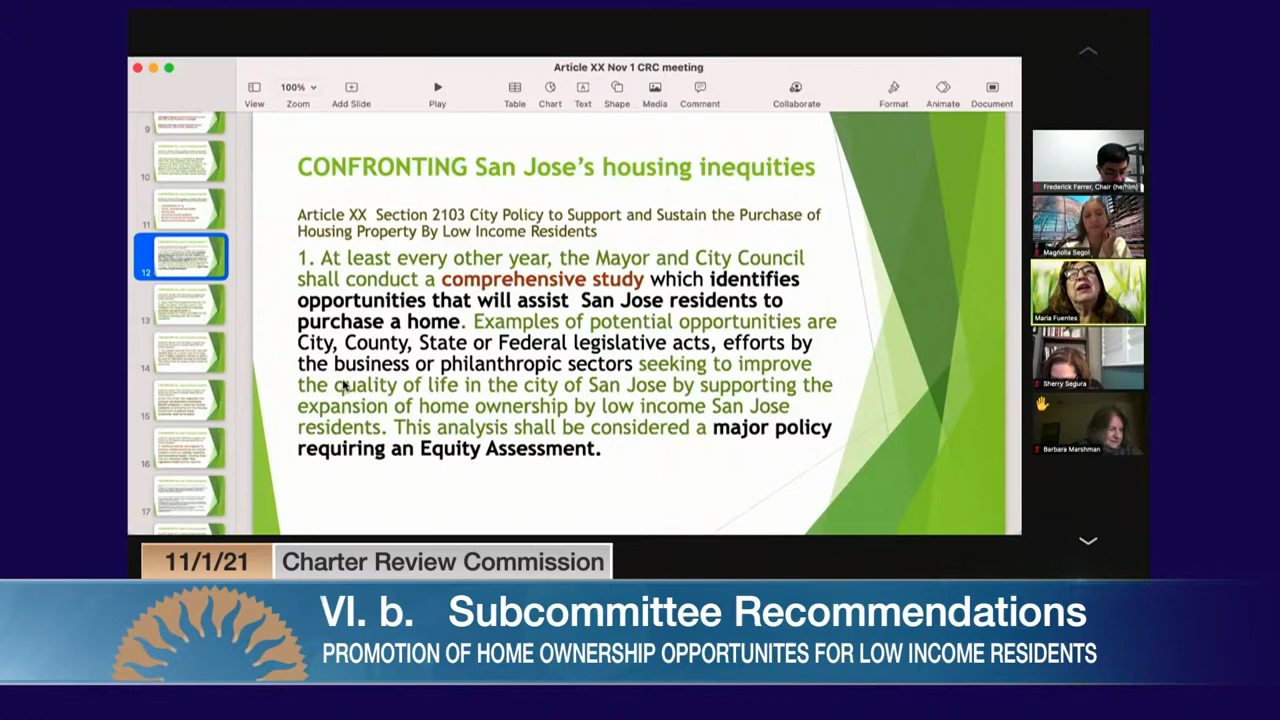 Article XX Nov 1 CRC meeting
100%
View
Zoom
Add Slide
Play
Table
Chart
Text
Shape
Media
Comment
Collaborate
Format
Animate
Document
9
10
11
12
13
14
15
16
17
CONFRONTING San Jose's housing inequities
Article XX Section 2103 City Policy to Support and Sustain the Purchase of
Housing Property By Low Income Residents
1. At least every other year, the Mayor and City Council
shall conduct a comprehensive study which identifies
opportunities that will assist San Jose residents to
purchase a home. Examples of potential opportunities are
City, County, State or Federal legislative acts, efforts by
the business or philanthropic sectors seeking to improve
the quality of life in the city of San Jose by supporting the
expansion of home ownership by low income San Jose
residents. This analysis shall be considered a major policy
requiring an Equity Assessment.
Frederick Ferrer, Chair (he/him)
Magnolia Segol
Maria Fuentes
Sherry Segura
Barbara Marshman
11/1/21
Charter Review Commission
VI. b. Subcommittee Recommendations
PROMOTION OF HOME OWNERSHIP OPPORTUNITES FOR LOW INCOME RESIDENTS